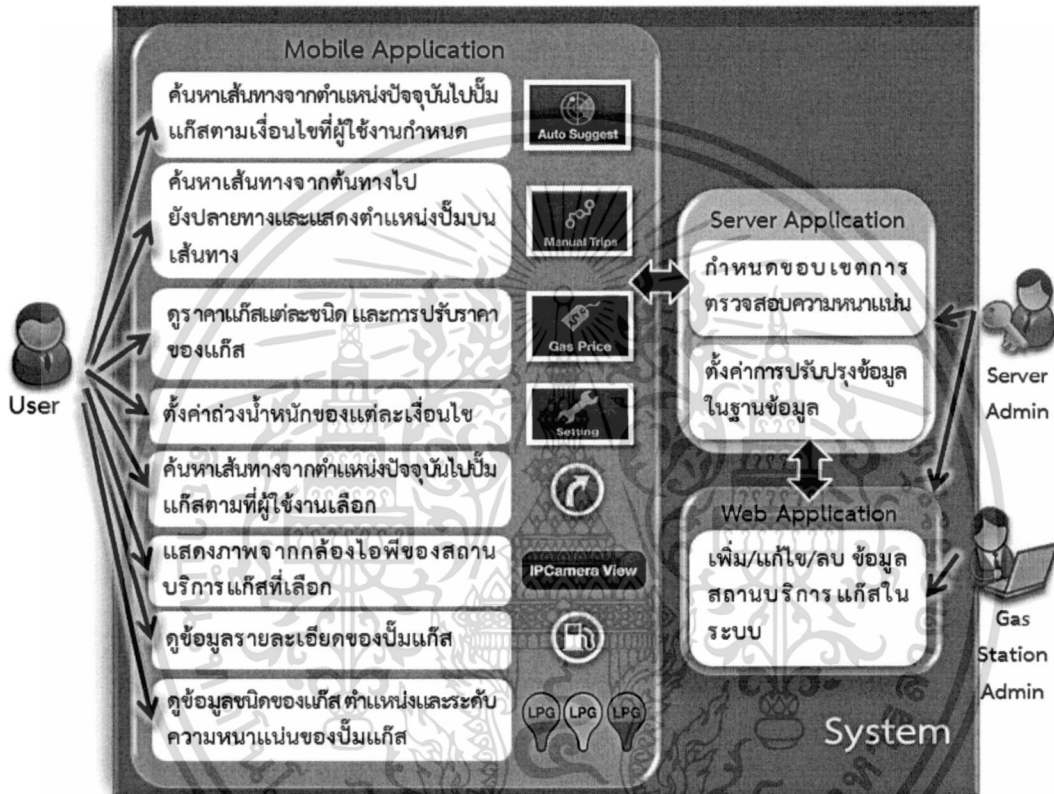 Mobile Application
ค้นหาเส้นทางจากตำแหน่งปัจจุบันไปปั๊ม
แก๊สตามเงื่อนไขที่ผู้ใช้งานกำหนด
Auto Suggest
ค้นหาเส้นทางจากต้นทางไป
ยังปลายทางและแสดงตำแหน่งปั๊มบน
เส้นทาง
Manual Trips
ดูราคาแก๊สแต่ละชนิด และการปรับราคา
ของแก๊ส
Gas Price
ตั้งค่าถ่วงน้ำหนักของแต่ละเงื่อนไข
Setting
ค้นหาเส้นทางจากตำแหน่งปัจจุบันไปปั๊ม
แก๊สตามที่ผู้ใช้งานเลือก
แสดงภาพจากกล้องไอพีของสถาน
บริการแก๊สที่เลือก
IPCamera View
ดูข้อมูลรายละเอียดของปั๊มแก๊ส
ดูข้อมูลชนิดของแก๊ส ตำแหน่งและระดับ
ความหนาแน่นของปั๊มแก๊ส
LPG LPG LPG
User
Server Application
กำหนดขอบเขตการ
ตรวจสอบความหนาแน่น
ตั้งค่าการปรับปรุงข้อมูล
ในฐานข้อมูล
Web Application
เพิ่ม/แก้ไข/ลบ ข้อมูล
สถานบริการแก๊สใน
ระบบ
Server
Admin
Gas
Station
Admin
System